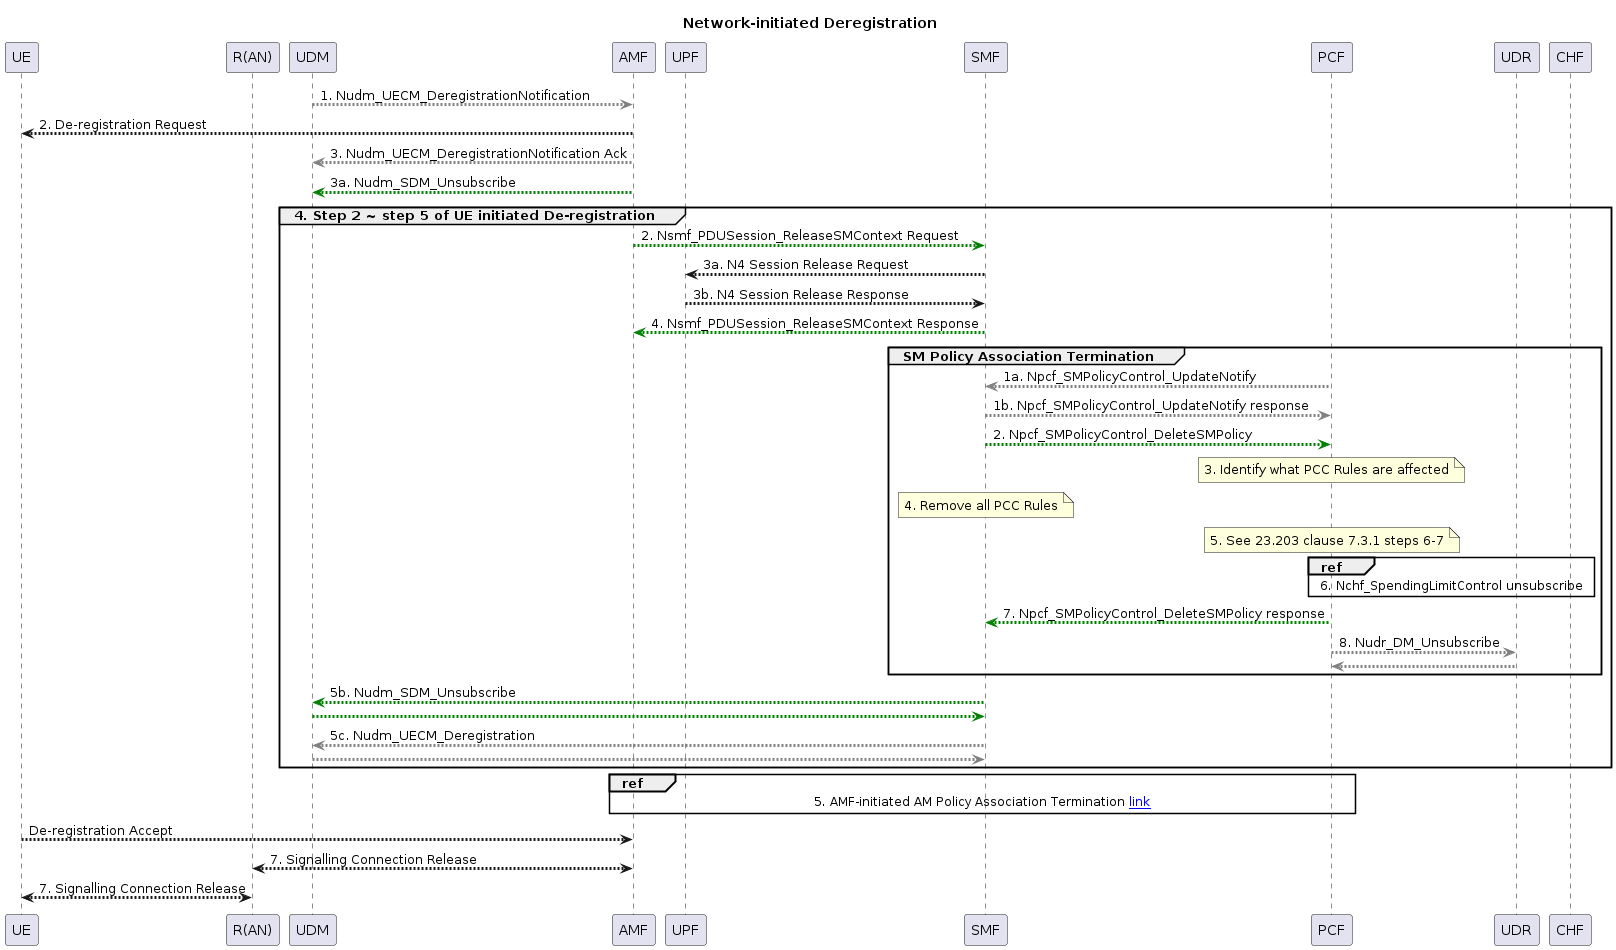 Network-initiated Deregistration
UE R(AN) UDM AMF UPF SMF PCF UDR CHF
1. Nudm_UECM_DeregistrationNotification
2. De-registration Request
3. Nudm_UECM_DeregistrationNotification Ack
3a. Nudm_SDM_Unsubscribe
4. Step 2 ~ step 5 of UE initiated De-registration
2. Nsmf_PDUSession_ReleaseSMContext Request
3a. N4 Session Release Request
3b. N4 Session Release Response
4. Nsmf_PDUSession_ReleaseSMContext Response
SM Policy Association Termination
1a. Npcf_SMPolicyControl_UpdateNotify
1b. Npcf_SMPolicyControl_UpdateNotify response
2. Npcf_SMPolicyControl_DeleteSMPolicy
3. Identify what PCC Rules are affected
4. Remove all PCC Rules
5. See 23.203 clause 7.3.1 steps 6-7
ref
6. Nchf_SpendingLimitControl unsubscribe
7. Npcf_SMPolicyControl_DeleteSMPolicy response
8. Nudr_DM_Unsubscribe
5b. Nudm_SDM_Unsubscribe
5c. Nudm_UECM_Deregistration
ref
5. AMF-initiated AM Policy Association Termination link
De-registration Accept
7. Signalling Connection Release
7. Signalling Connection Release
UE R(AN) UDM AMF UPF SMF PCF UDR CHF